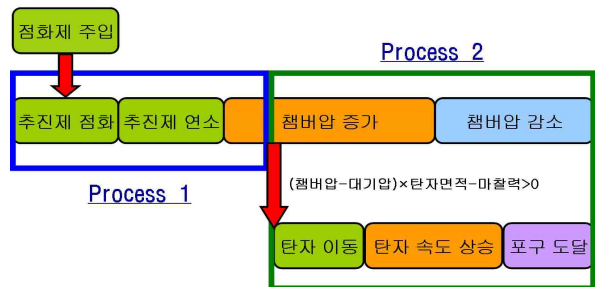 점화제 주입
Process 2
추진제 점화 추진제 연소 챔버압 증가 챔버압 감소
Process 1
(챔버압-대기압)×탄자면적-마찰력>0
탄자 이동 탄자 속도 상승 포구 도달